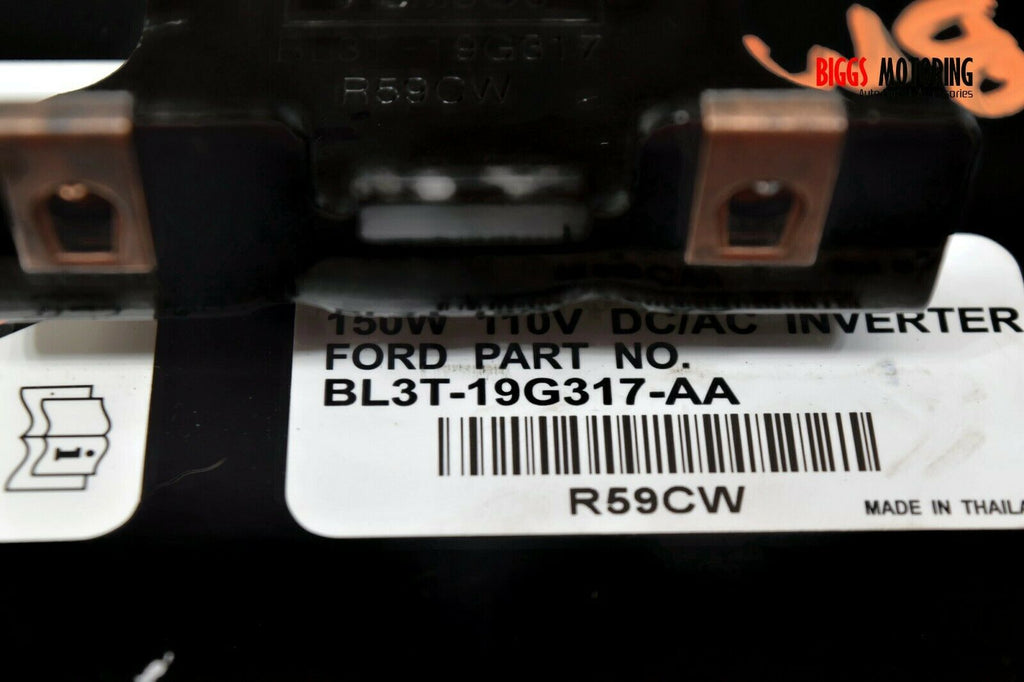 BL3T-19G317
R59CW
BIGGS MOTORING
150W 110V DC/AC INVERTER
FORD PART NO.
BL3T-19G317-AA
R59CW
MADE IN THAILA